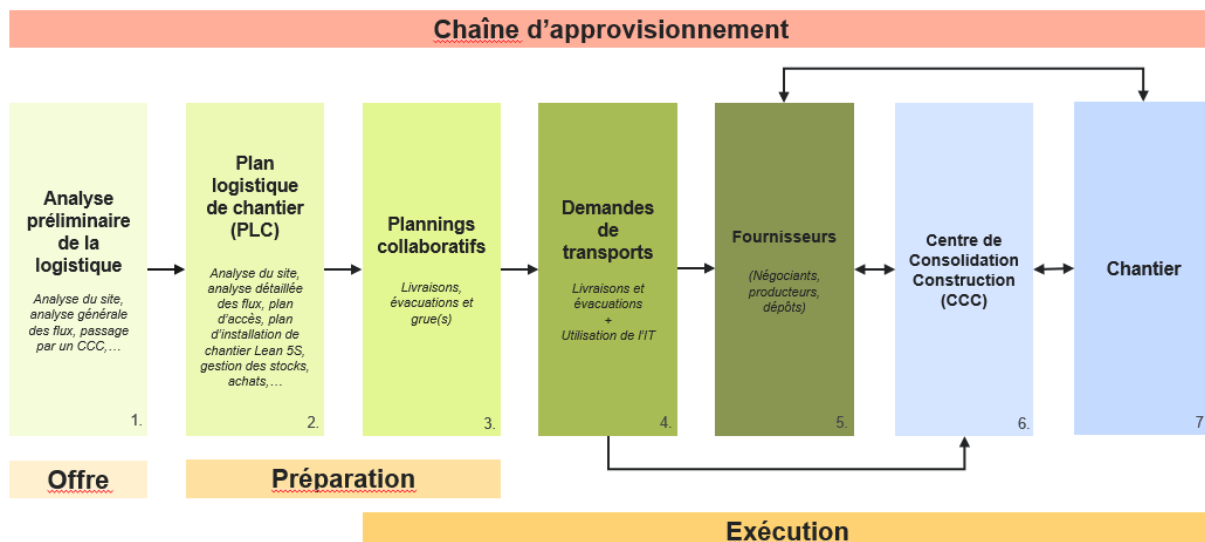 Chaîne d’approvisionnement
Analyse
préliminaire
de la
logistique
Analyse du site,
analyse générale
des flux, passage
par un CCC,…
1.
Plan
logistique
de chantier
(PLC)
Analyse du site,
analyse détaillée
des flux, plan
d’accès, plan
d’installation de
chantier Lean 5S,
gestion des stocks,
achats,…
2.
Plannings
collaboratifs
Livraisons,
évacuations et
grue(s)
3.
Demandes
de
transports
Livraisons et
évacuations
+
Utilisation de l’IT
4.
Fournisseurs
(Négociants,
producteurs,
dépôts)
5.
Centre de
Consolidation
Construction
(CCC)
6.
Chantier
7
Offre
Préparation
Exécution